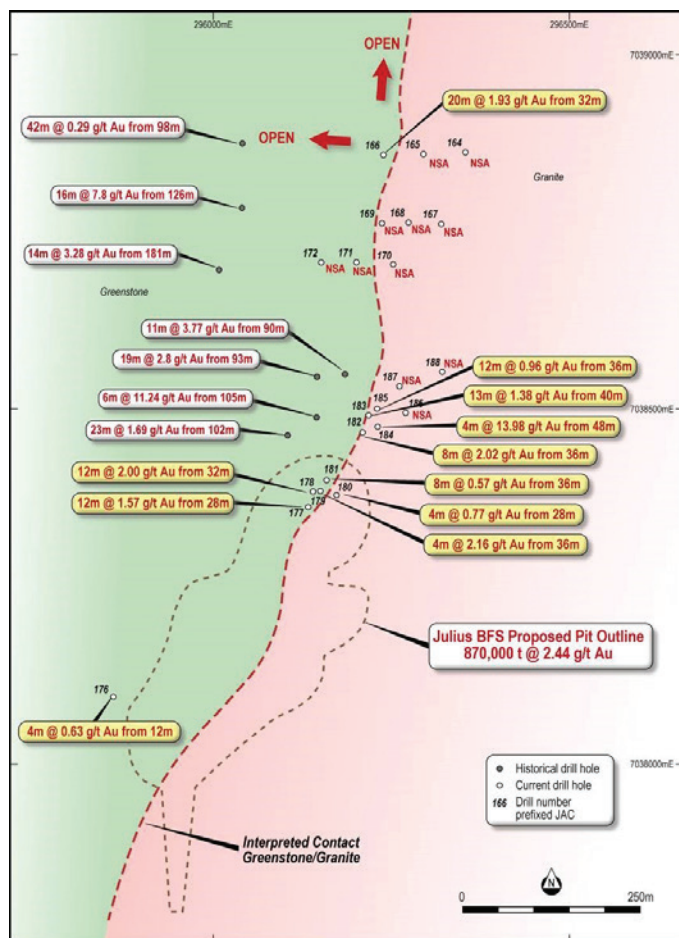 296000mE
296500mE
OPEN
7039000mE
20m @ 1.93 g/t Au from 32m
42m @ 0.29 g/t Au from 98m
OPEN
166
165
164
NSA
NSA
Granite
16m @ 7.8 g/t Au from 126m
169
168
167
NSA
NSA
NSA
14m @ 3.28 g/t Au from 181m
172
171
170
NSA
NSA
NSA
Greenstone
11m @ 3.77 g/t Au from 90m
19m @ 2.8 g/t Au from 93m
188
NSA
187
NSA
12m @ 0.96 g/t Au from 36m
6m @ 11.24 g/t Au from 105m
185
13m @ 1.38 g/t Au from 40m
183
186
NSA
7038500mE
23m @ 1.69 g/t Au from 102m
182
184
4m @ 13.98 g/t Au from 48m
8m @ 2.02 g/t Au from 36m
12m @ 2.00 g/t Au from 32m
181
178
8m @ 0.57 g/t Au from 36m
12m @ 1.57 g/t Au from 28m
179
180
177
4m @ 0.77 g/t Au from 28m
4m @ 2.16 g/t Au from 36m
Julius BFS Proposed Pit Outline
870,000 t @ 2.44 g/t Au
176
4m @ 0.63 g/t Au from 12m
7038000mE
Historical drill hole
Current drill hole
166 Drill number
prefixed JAC
Interpreted Contact
Greenstone/Granite
N
0
250m